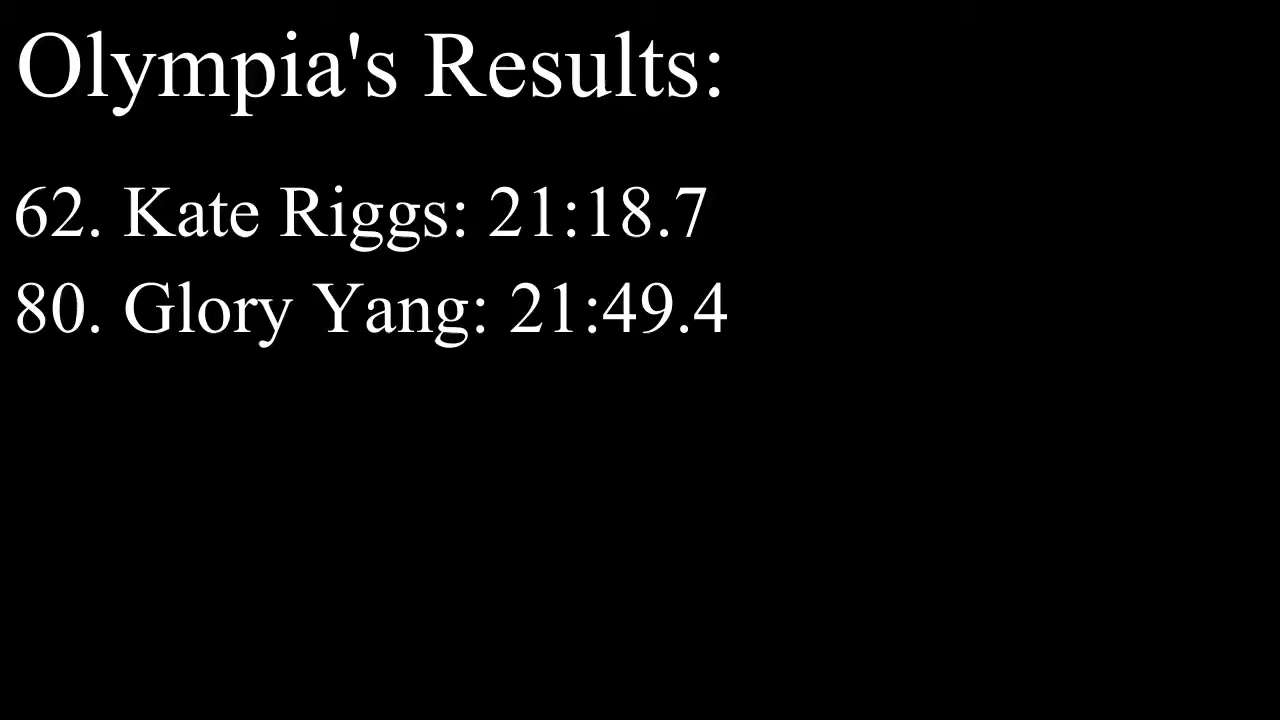 Olympia's Results:
62. Kate Riggs: 21:18.7
80. Glory Yang: 21:49.4